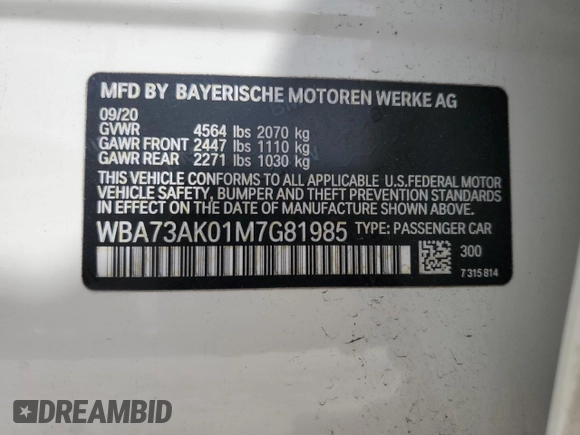 MFD BY BAYERISCHE MOTOREN WERKE AG
09/20
GVWR 4564 lbs 2070 kg
GAWR FRONT 2447 lbs 1110 kg
GAWR REAR 2271 lbs 1030 kg
THIS VEHICLE CONFORMS TO ALL APPLICABLE U.S.FEDERAL MOTOR
VEHICLE SAFETY, BUMPER AND THEFT PREVENTION STANDARDS
IN EFFECT ON THE DATE OF MANUFACTURE SHOWN ABOVE.
WBA73AK01M7G81985 TYPE: PASSENGER CAR
300
7 315 814
DREAMBID